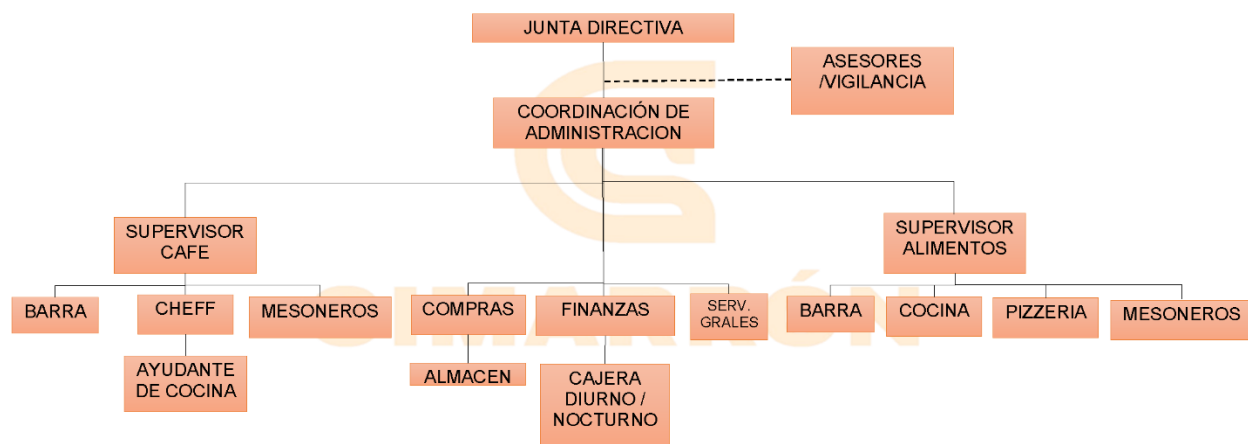 JUNTA DIRECTIVA
ASESORES
/VIGILANCIA
COORDINACIÓN DE
ADMINISTRACION
SUPERVISOR
CAFE
SUPERVISOR
ALIMENTOS
BARRA
CHEFF
MESONEROS
COMPRAS
FINANZAS
SERV.
GRALES
BARRA
COCINA
PIZZERIA
MESONEROS
AYUDANTE
DE COCINA
ALMACEN
CAJERA
DIURNO /
NOCTURNO
CIMARRÓN